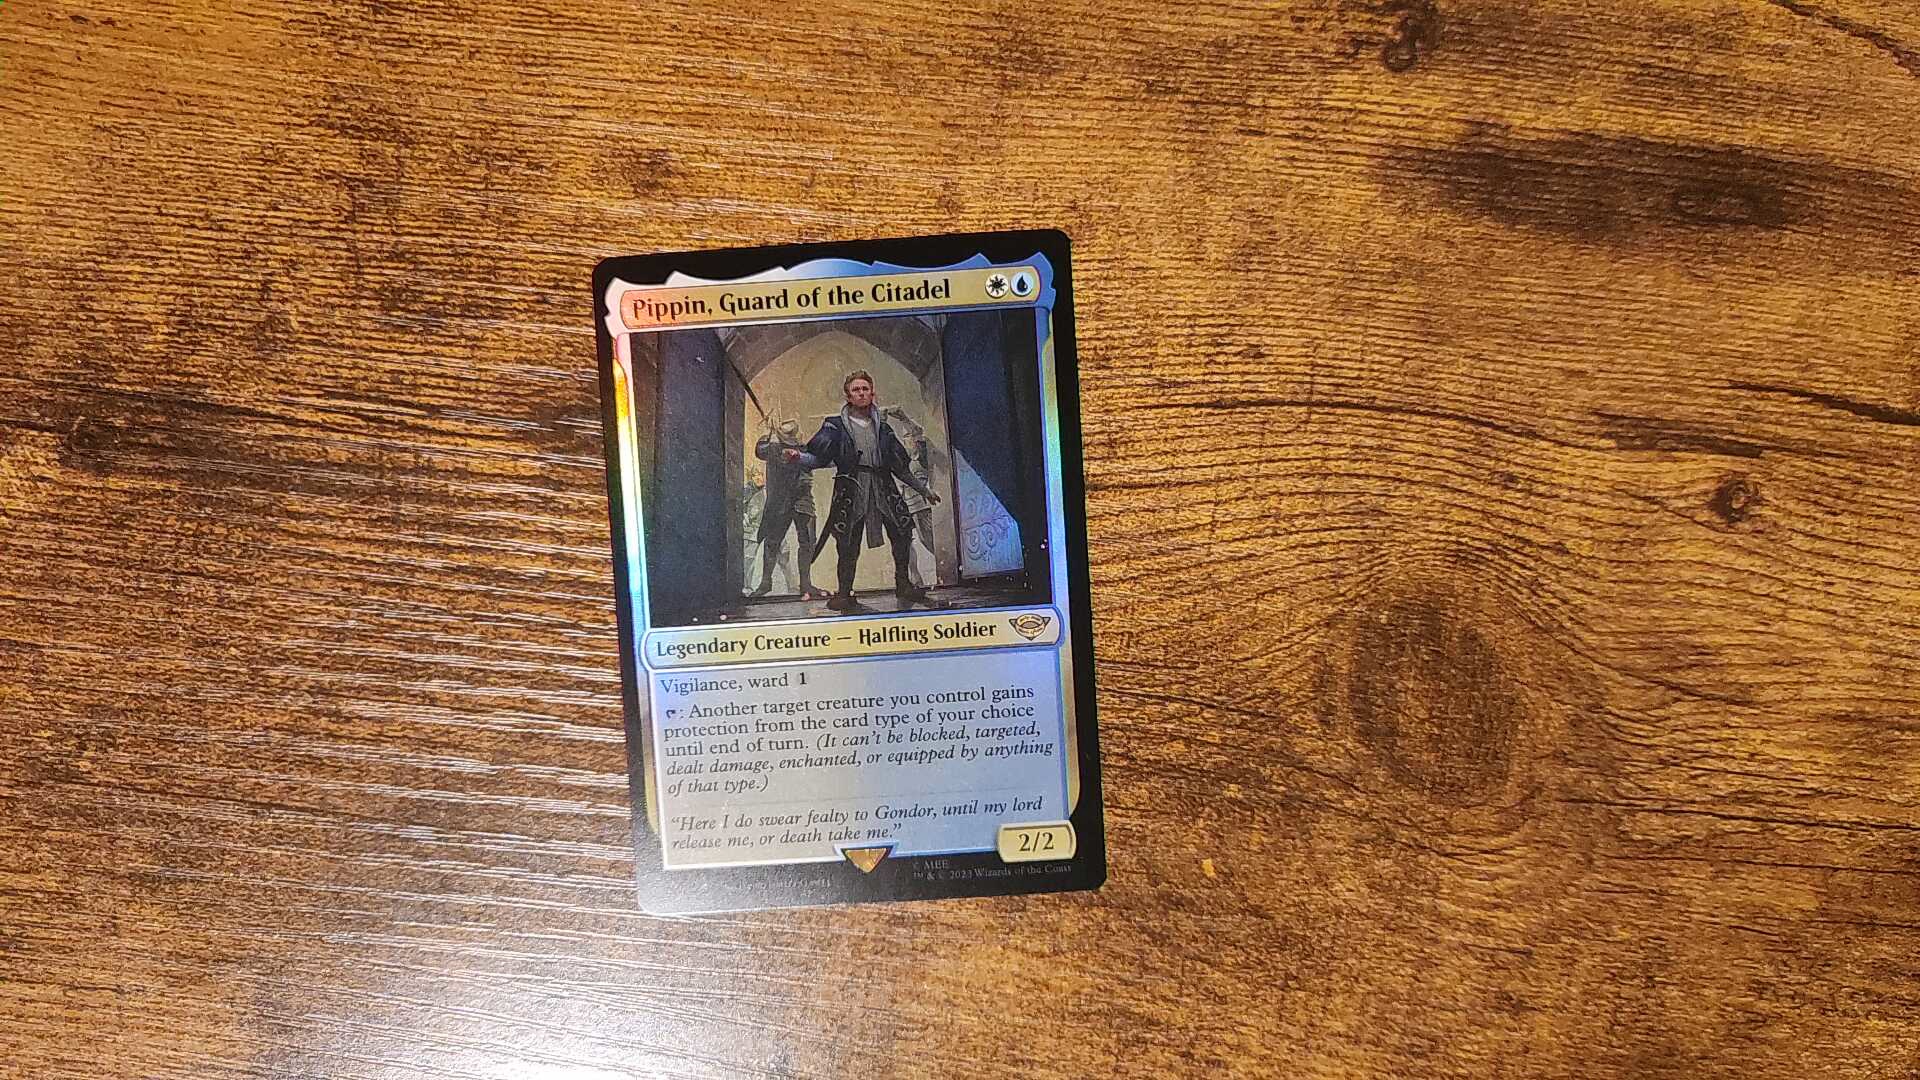 Pippin, Guard of the Citadel
Legendary Creature — Halfling Soldier
Vigilance, ward 1
: Another target creature you control gains
protection from the card type of your choice
until end of turn. (It can't be blocked, targeted,
dealt damage, enchanted, or equipped by anything
of that type.)
"Here I do swear fealty to Gondor, until my lord
release me, or death take me."
2/2
© MEE
™ & © 2023 Wizards of the Coast